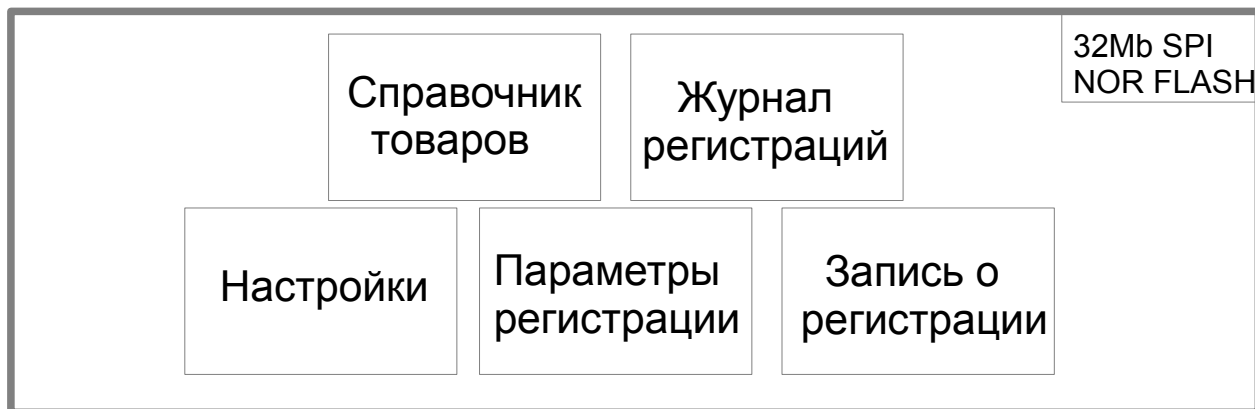 Справочник
товаров
Журнал
регистраций
32Mb SPI
NOR FLASH
Настройки
Параметры
регистрации
Запись о
регистрации